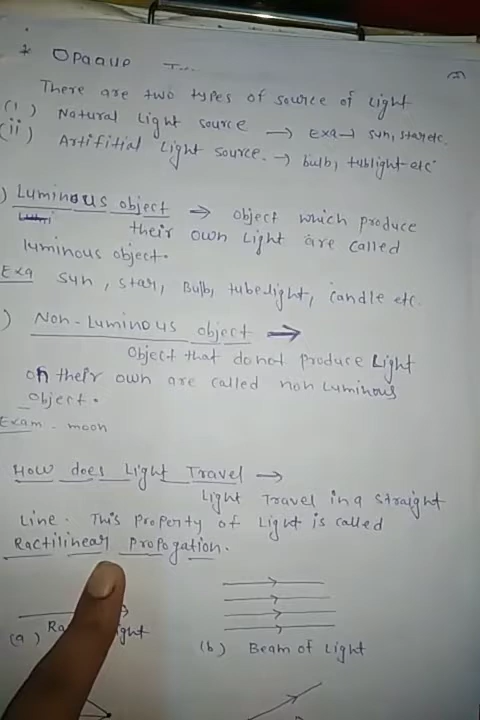 * Opaque
There are two types of source of Light
(i) Natural Light source → Exa→ Sun, star etc.
(ii) Artifitial Light source. → bulb, tublight etc
) Luminous object → object which produce
their own Light are called
luminous object.
Exa Sun, star, Bulb, tubelight, candle etc.
) Non-Luminous object →
object that donot produce Light
on their own are called non Luminous
object.
Exam - moon
How does Light Travel →
Light Travel in a straight
Line. This property of Light is called
Ractilinear Propogation.
(a) Ra
(b) Beam of Light